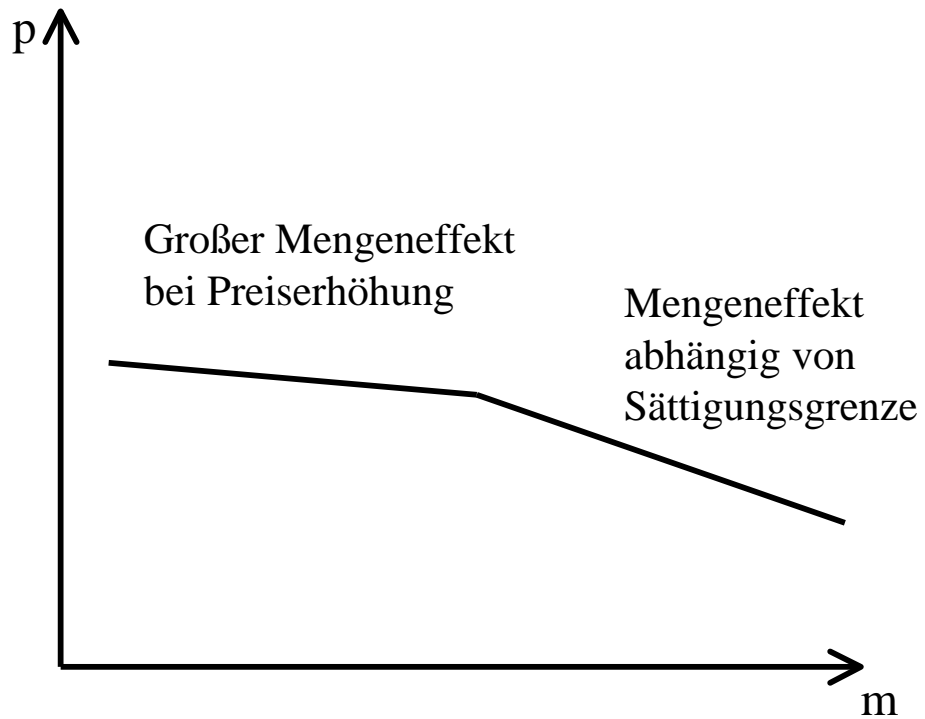 p
Großer Mengeneffekt
bei Preiserhöhung
Mengeneffekt
abhängig von
Sättigungsgrenze
m